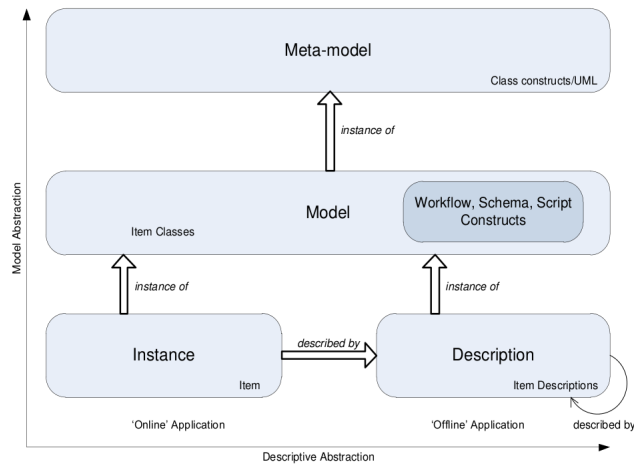 Meta-model
Class constructs/UML
instance of
Model
Workflow, Schema, Script
Constructs
Item Classes
instance of
instance of
Instance
Item
described by
Description
Item Descriptions
described by
'Online' Application
'Offline' Application
Model Abstraction
Descriptive Abstraction